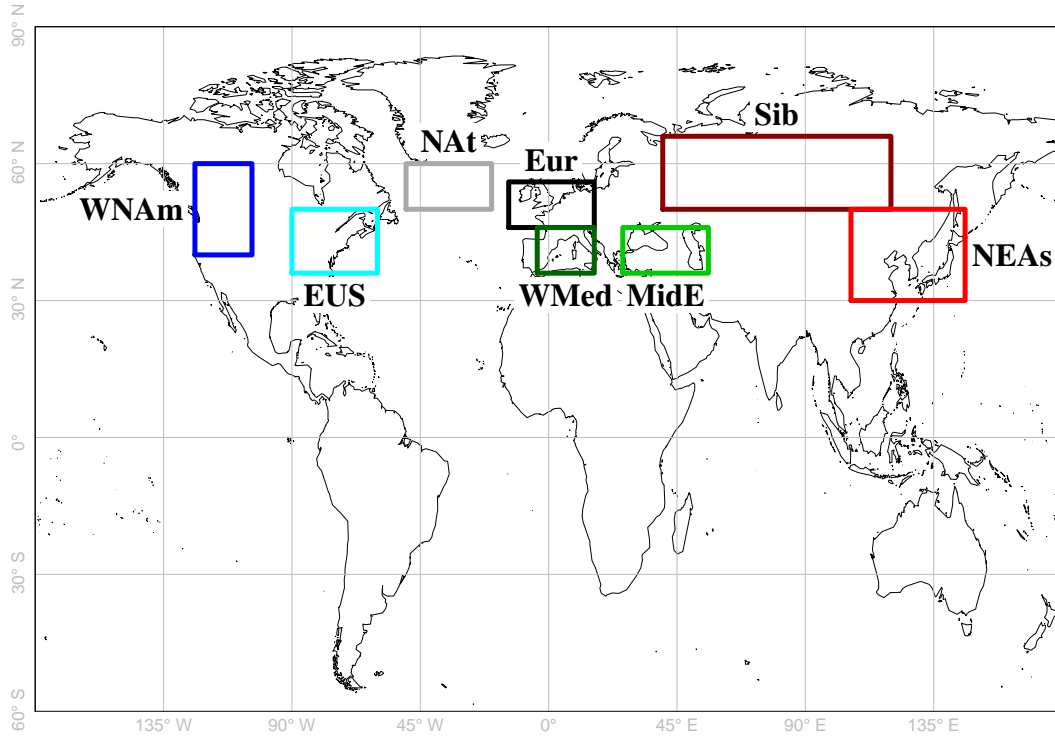 90° N
Sib
NAt
Eur
60° N
WNAm
NEAs
EUS
WMed
MidE
30° N
0°
30° S
60° S
135° W
90° W
45° W
0°
45° E
90° E
135° E